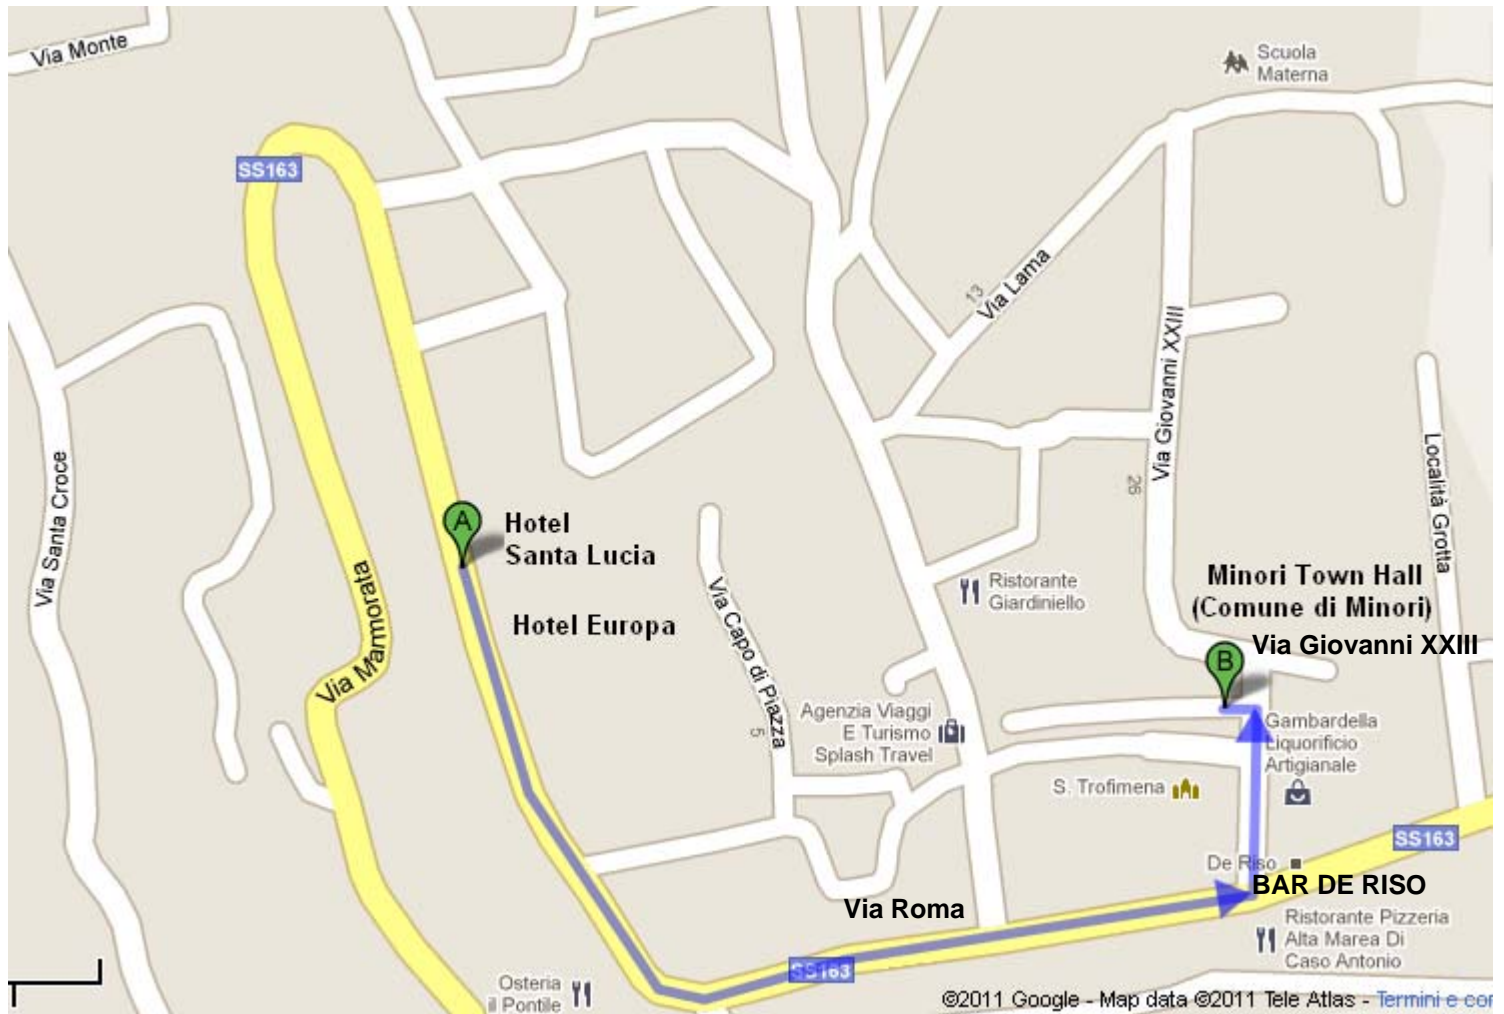 Via Monte
Scuola
Materna
SS163
13
Via Lama
Via Giovanni XXIII
Via Santa Croce
Località Grotta
26
A
Hotel
Santa Lucia
Hotel Europa
Via Marmorata
Via Capo di Piazza
5
Ristorante
Giardiniello
Minori Town Hall
(Comune di Minori)
Via Giovanni XXIII
B
Agenzia Viaggi
E Turismo
Splash Travel
Gambardella
Liquorificio
Artigianale
S. Trofimena
SS163
De Riso
BAR DE RISO
Via Roma
Ristorante Pizzeria
Alta Marea Di
Caso Antonio
SS163
Osteria
il Pontile
©2011 Google - Map data ©2011 Tele Atlas - Termini e con